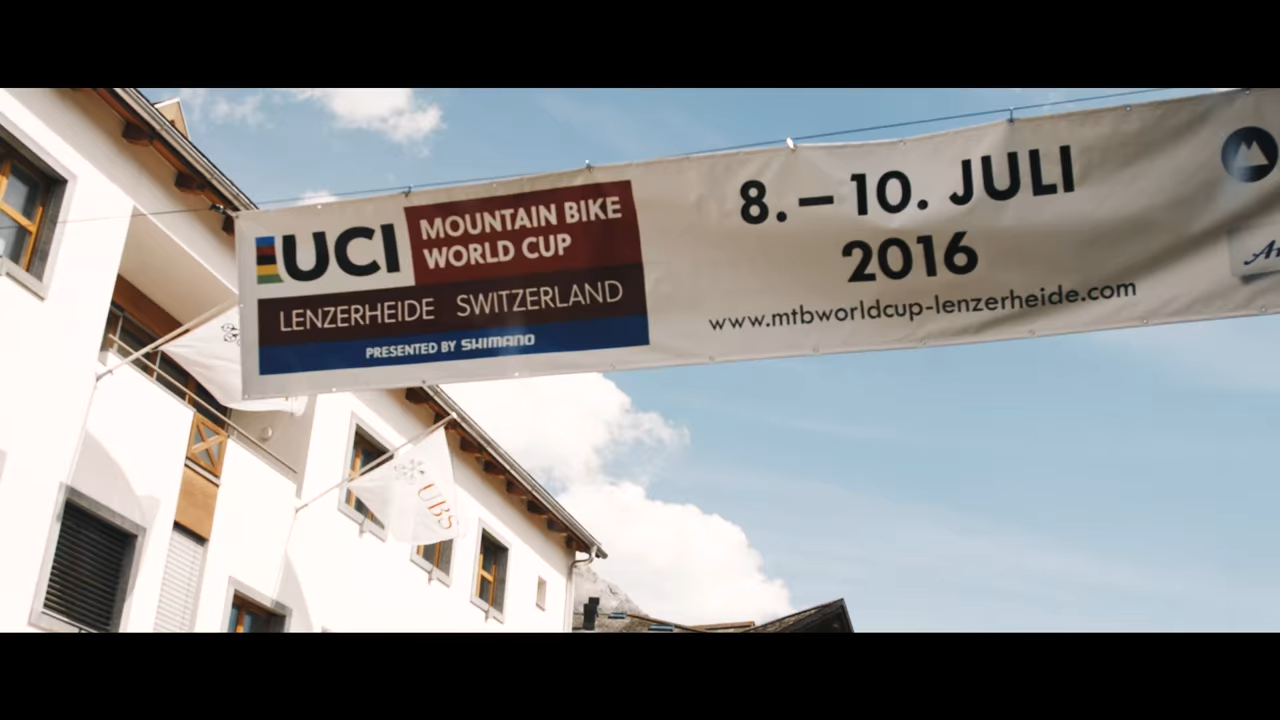 UCI
MOUNTAIN BIKE
WORLD CUP
LENZERHEIDE SWITZERLAND
PRESENTED BY SHIMANO
8. – 10. JULI
2016
www.mtbworldcup-lenzerheide.com
UBS